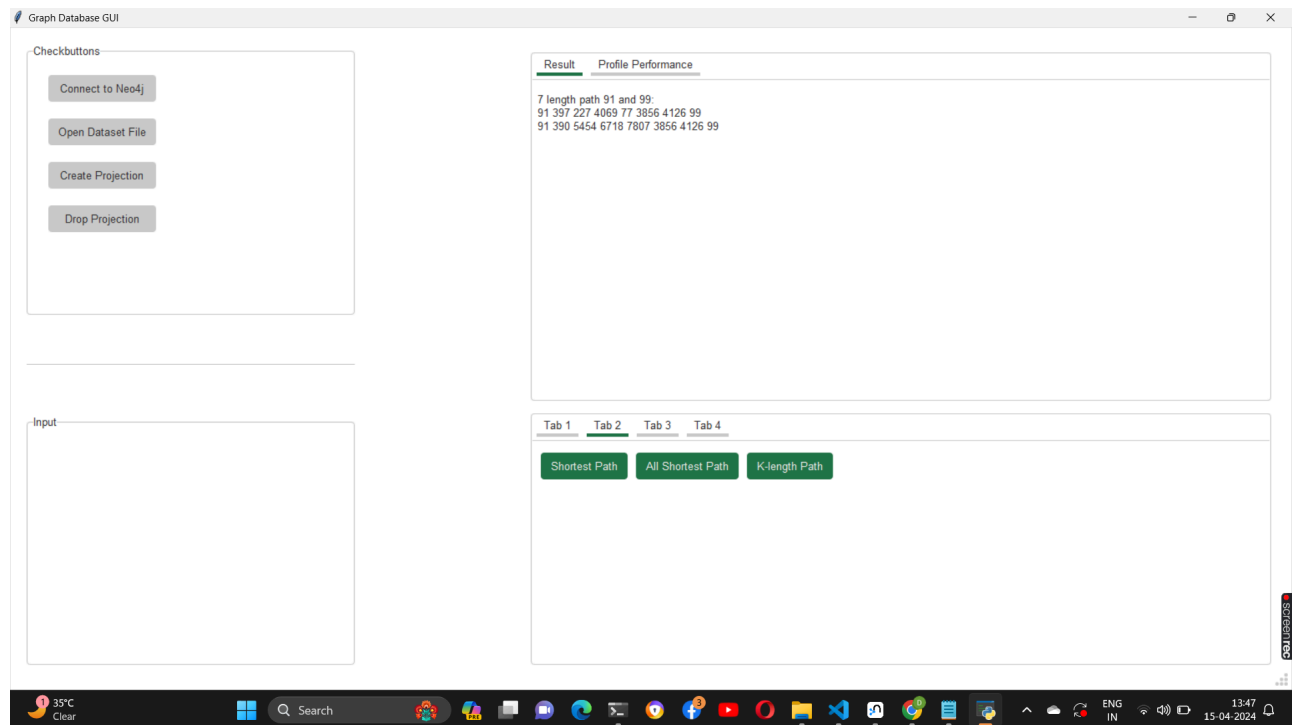 Graph Database GUI
Checkbuttons
Connect to Neo4j
Open Dataset File
Create Projection
Drop Projection
Input
Result Profile Performance
7 length path 91 and 99:
91 397 227 4069 77 3856 4126 99
91 390 5454 6718 7807 3856 4126 99
Tab 1 Tab 2 Tab 3 Tab 4
Shortest Path All Shortest Path K-length Path
screenrec
1 35°C
Clear
Search
PRE
3
ENG
IN
13:47
15-04-2024